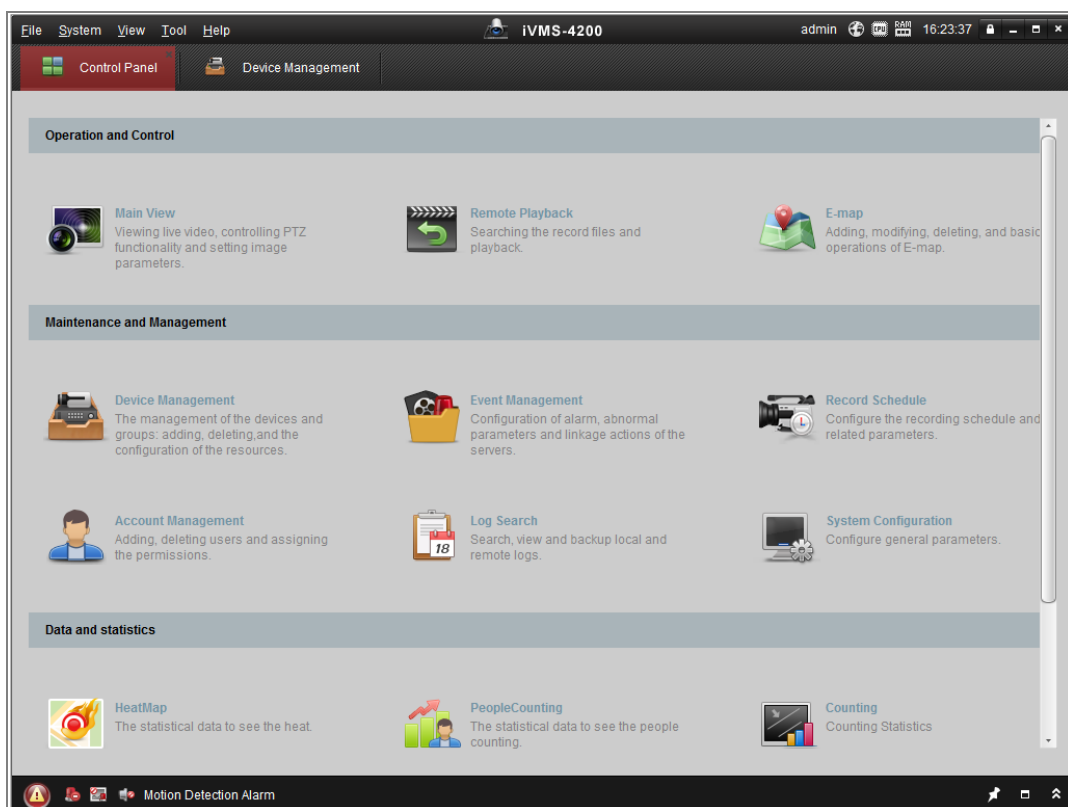 File System View Tool Help iVMS-4200 admin CPU RAM 16:23:37
Control Panel Device Management
Operation and Control
Main View
Viewing live video, controlling PTZ
functionality and setting image
parameters.
Remote Playback
Searching the record files and
playback.
E-map
Adding, modifying, deleting, and basic
operations of E-map.
Maintenance and Management
Device Management
The management of the devices and
groups: adding, deleting,and the
configuration of the resources.
Event Management
Configuration of alarm, abnormal
parameters and linkage actions of the
servers.
Record Schedule
Configure the recording schedule and
related parameters.
Account Management
Adding, deleting users and assigning
the permissions.
18
Log Search
Search, view and backup local and
remote logs.
System Configuration
Configure general parameters.
Data and statistics
HeatMap
The statistical data to see the heat.
PeopleCounting
The statistical data to see the people
counting.
Counting
Counting Statistics
Motion Detection Alarm